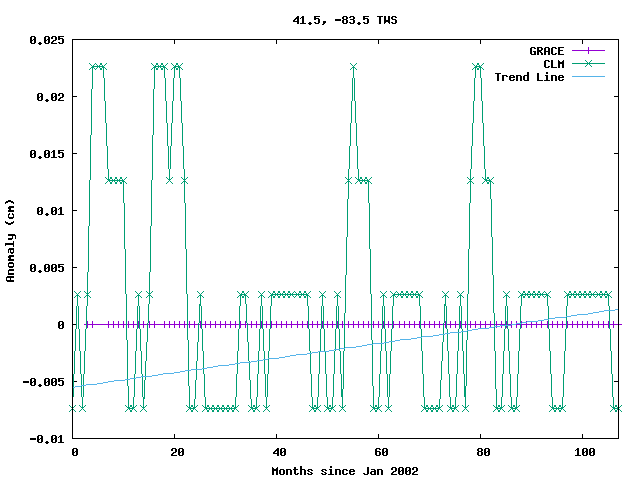 41.5, -83.5 TWS
0.025
0.02
0.015
0.01
0.005
0
-0.005
-0.01
Anomaly (cm)
GRACE
CLM
Trend Line
0 20 40 60 80 100
Months since Jan 2002